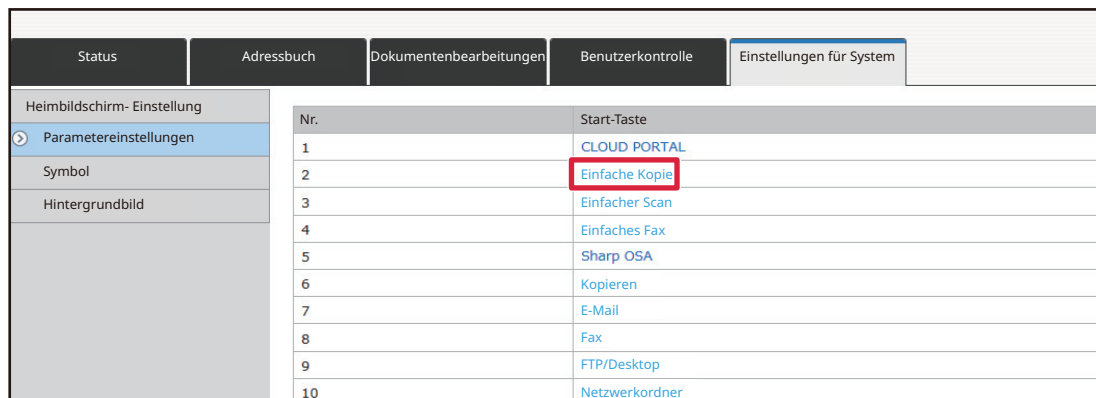 Status Adressbuch Dokumentenbearbeitungen Benutzerkontrolle Einstellungen für System
Heimbildschirm- Einstellung
Parametereinstellungen
Symbol
Hintergrundbild
Nr. Start-Taste
1 CLOUD PORTAL
2 Einfache Kopie
3 Einfacher Scan
4 Einfaches Fax
5 Sharp OSA
6 Kopieren
7 E-Mail
8 Fax
9 FTP/Desktop
10 Netzwerkordner